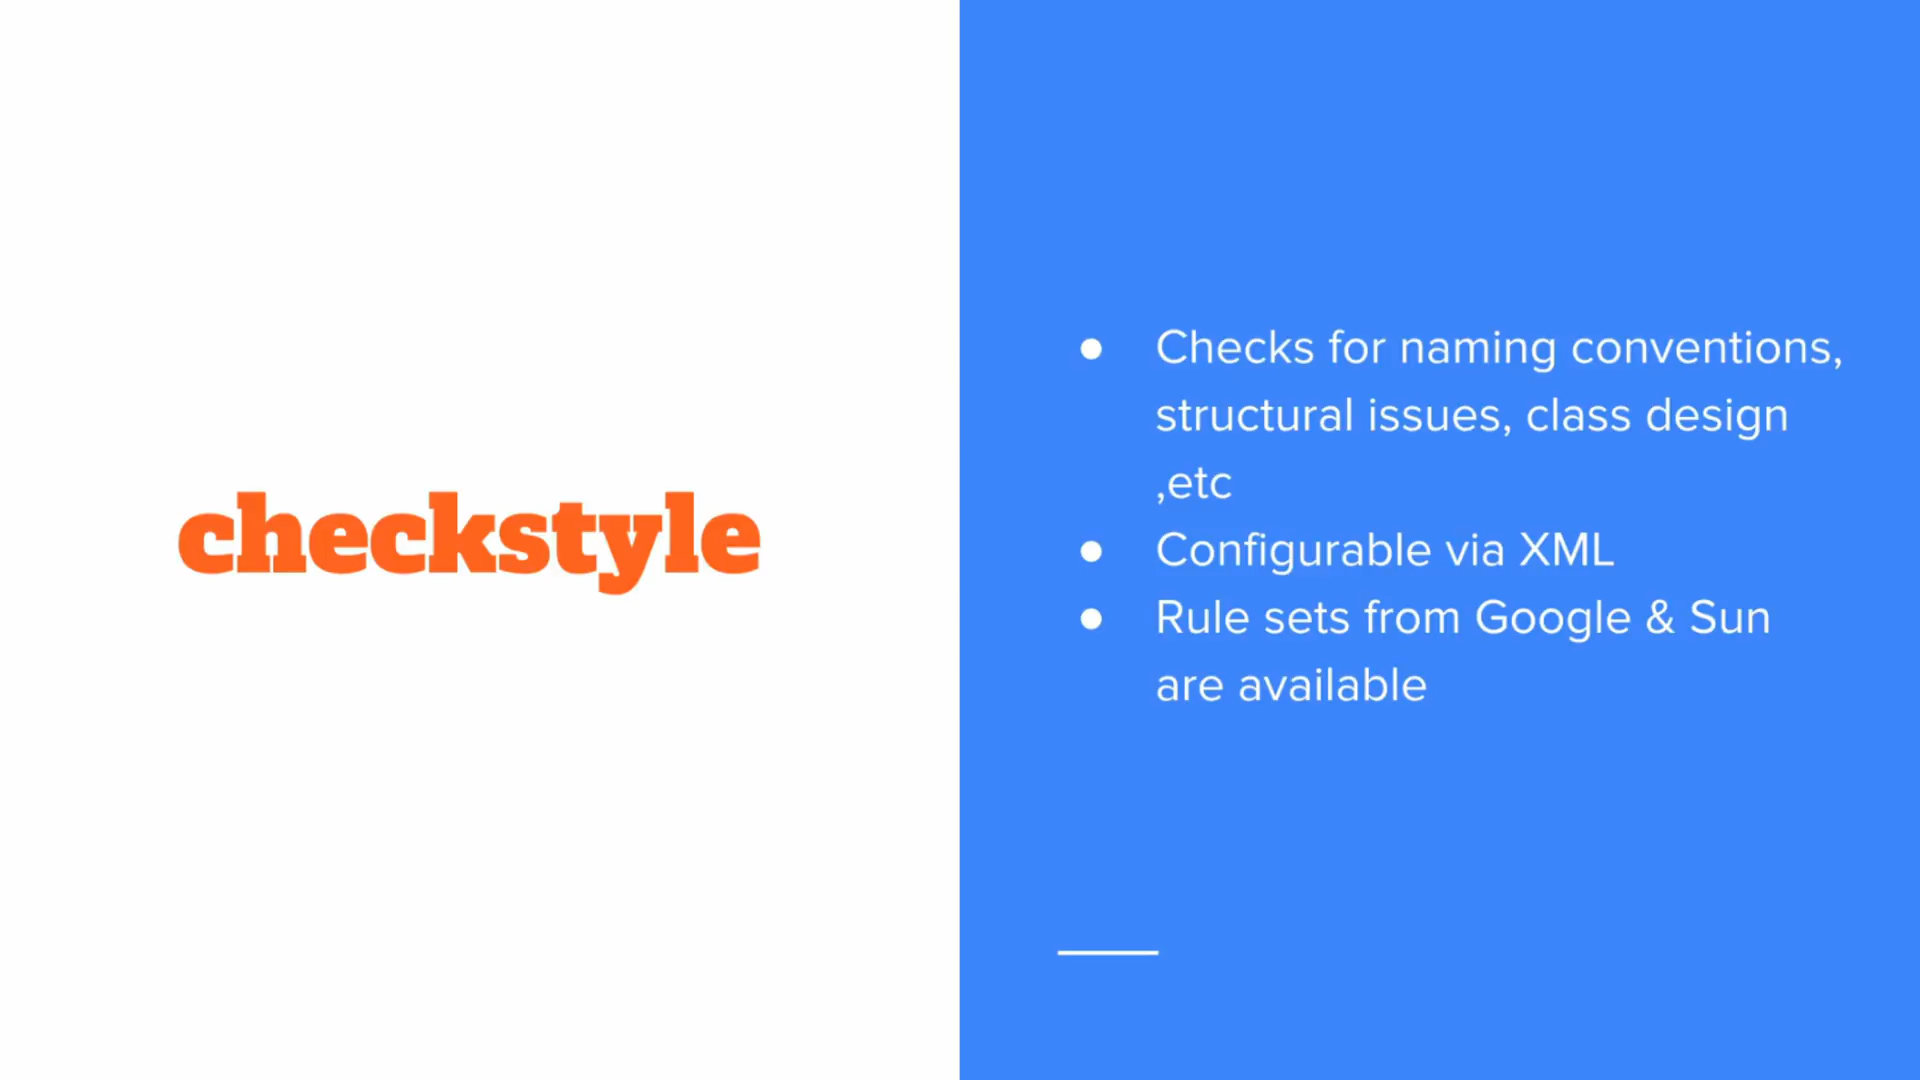 checkstyle
● Checks for naming conventions,
structural issues, class design
,etc
● Configurable via XML
● Rule sets from Google & Sun
are available